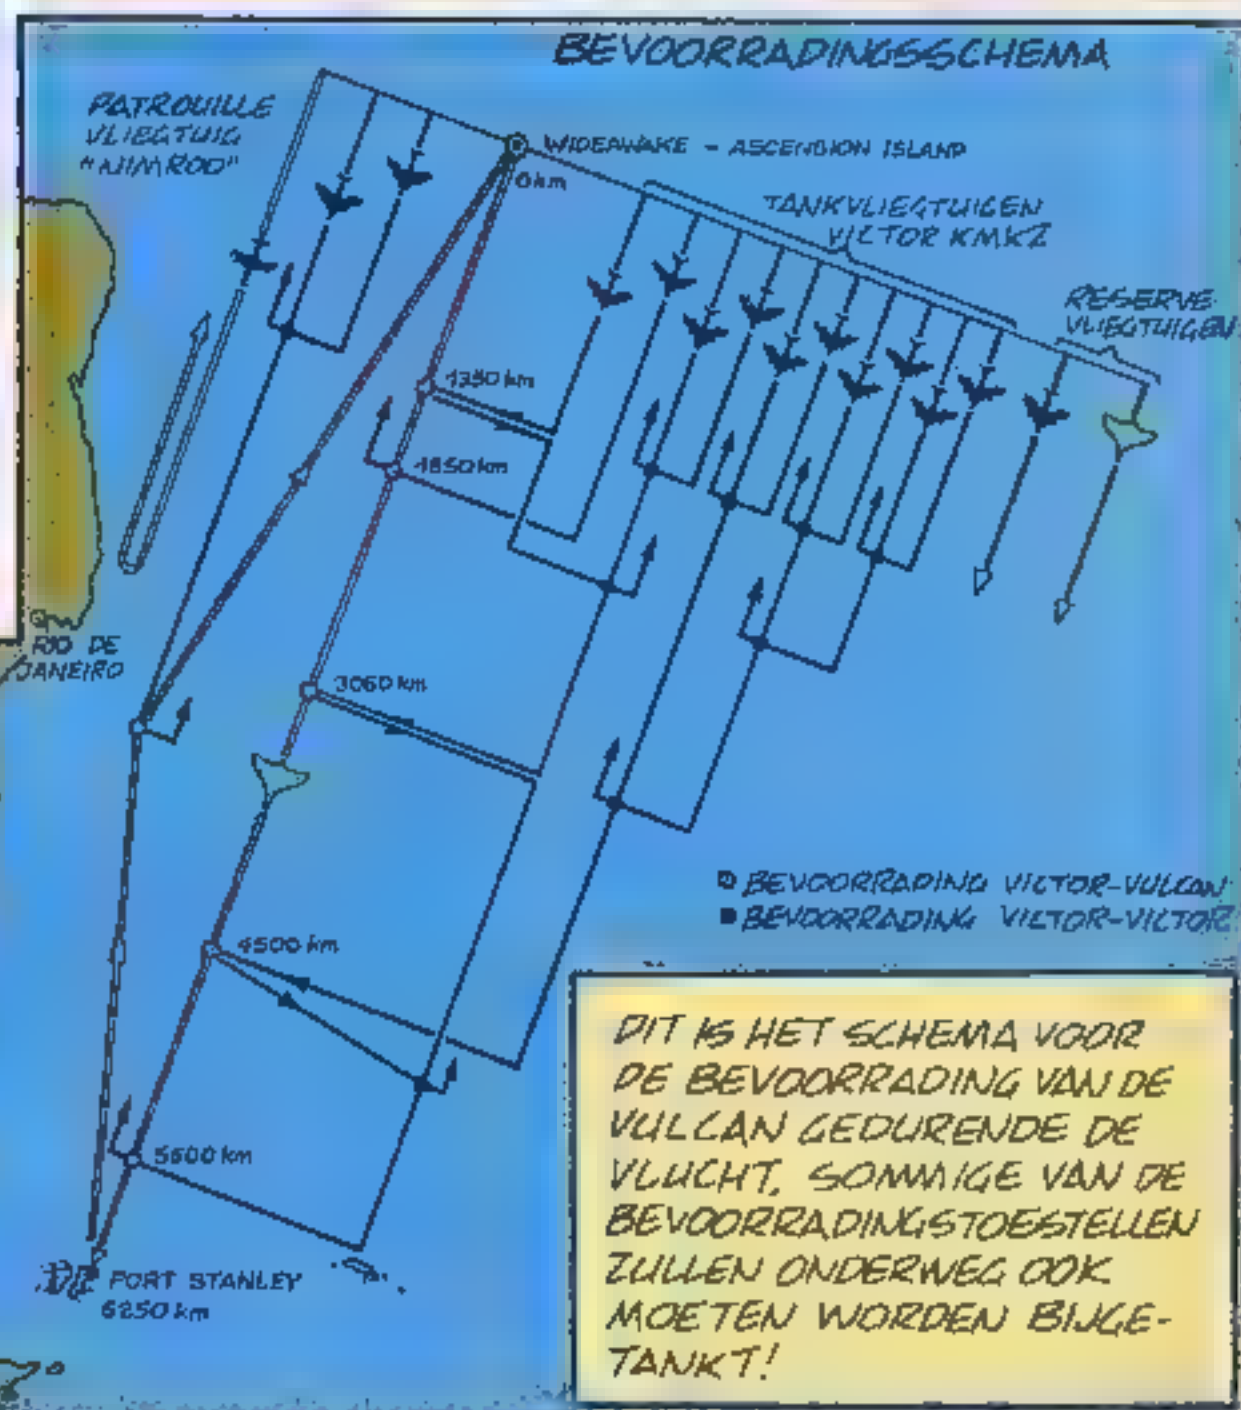 BEVOORRADINGSSCHEMA
PATROUILLE
VLIEGTUIG
"NIMROD"
WIDEAWAKE - ASCENSION ISLAND
0 km
TANKVLIEGTUIGEN
VICTOR KMK2
RESERVE
VLIEGTUIGEN
1350 km
1850 km
RIO DE
JANEIRO
3060 km
4500 km
BEVOORRADING VICTOR-VULCAN
BEVOORRADING VICTOR-VICTOR
5600 km
PORT STANLEY
6250 km
DIT IS HET SCHEMA VOOR
DE BEVOORRADING VAN DE
VULCAN GEDURENDE DE
VLUCHT. SOMMIGE VAN DE
BEVOORRADINGSTOESTELLEN
ZULLEN ONDERWEG OOK
MOETEN WORDEN BIJGE-
TANKT!